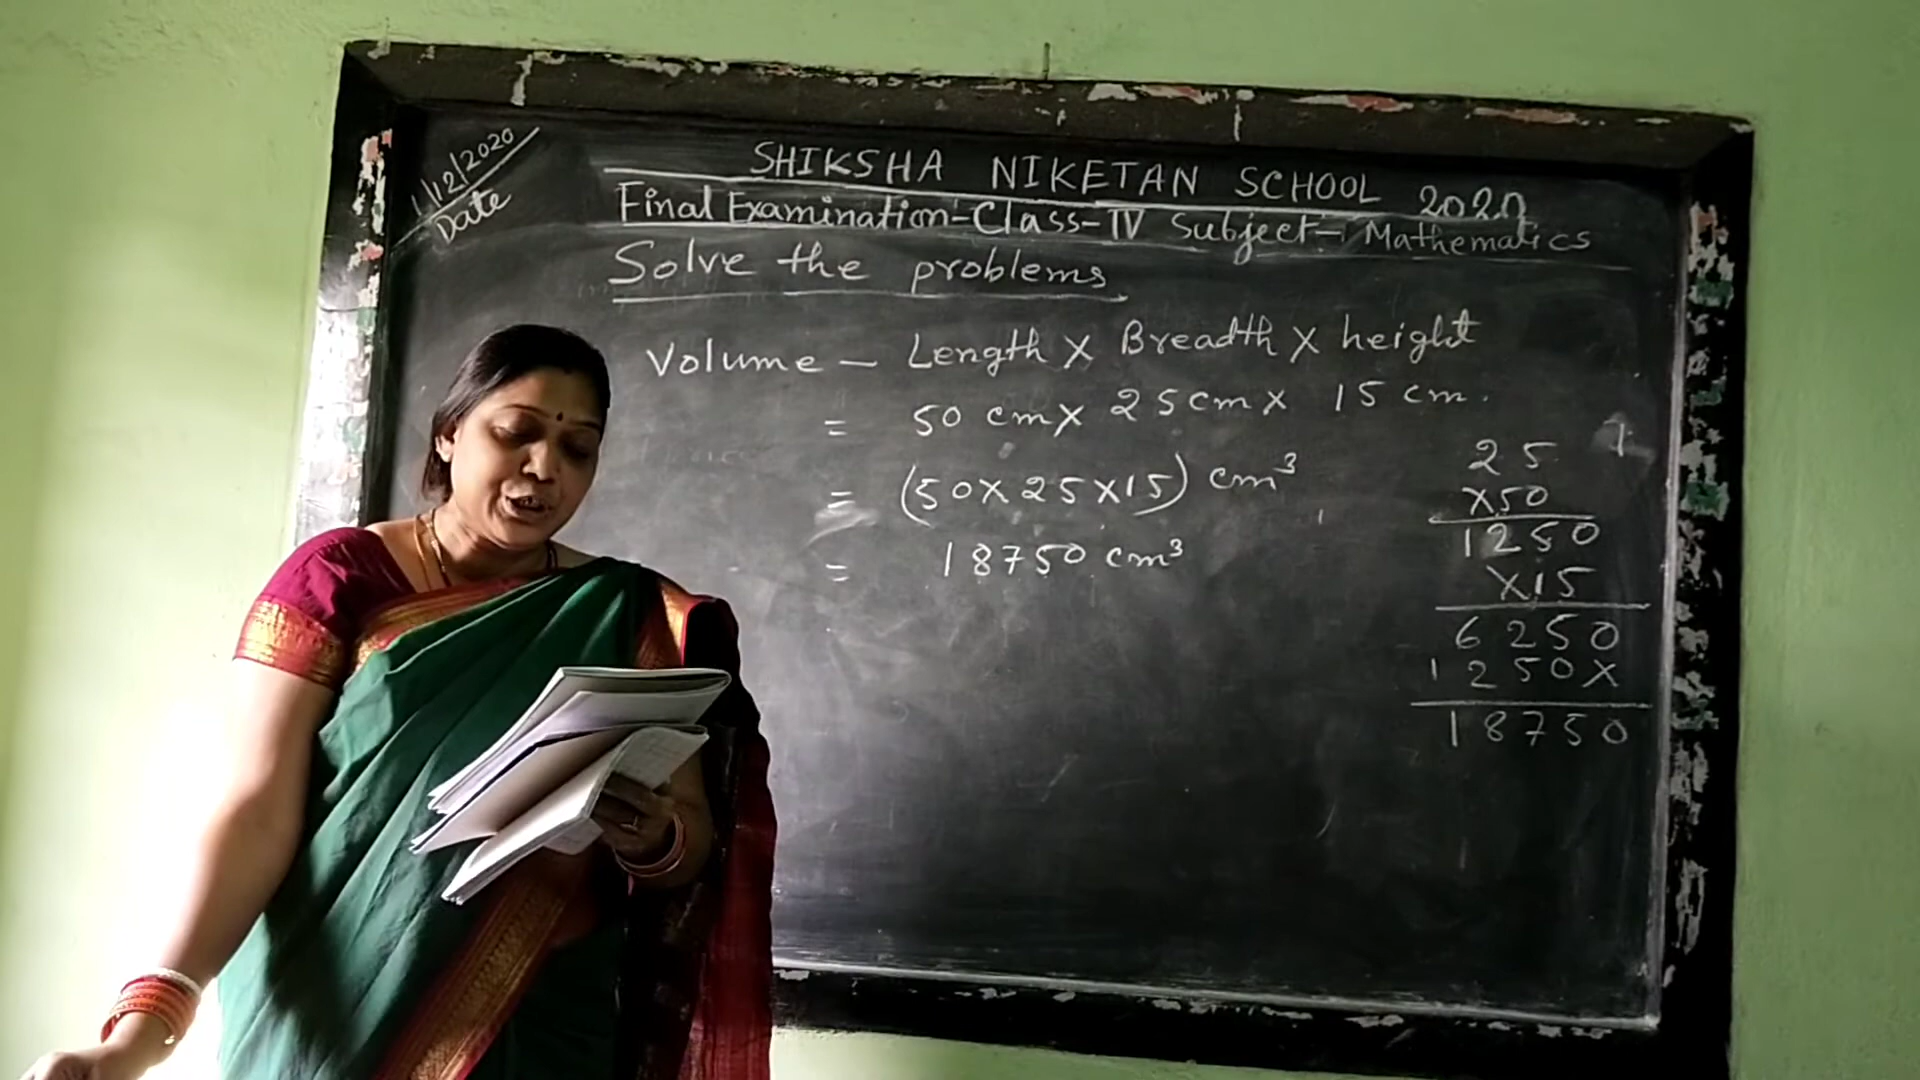 1/12/2020
Date
SHIKSHA NIKETAN SCHOOL 2020
Final Examination-Class-IV Subject- Mathematics
Solve the problems
Volume - Length X Breadth X height
= 50 cm X 25 cm X 15 cm.
= (50X25X15) cm³
= 18750 cm³
25
X50
1250
X15
6250
1250X
18750